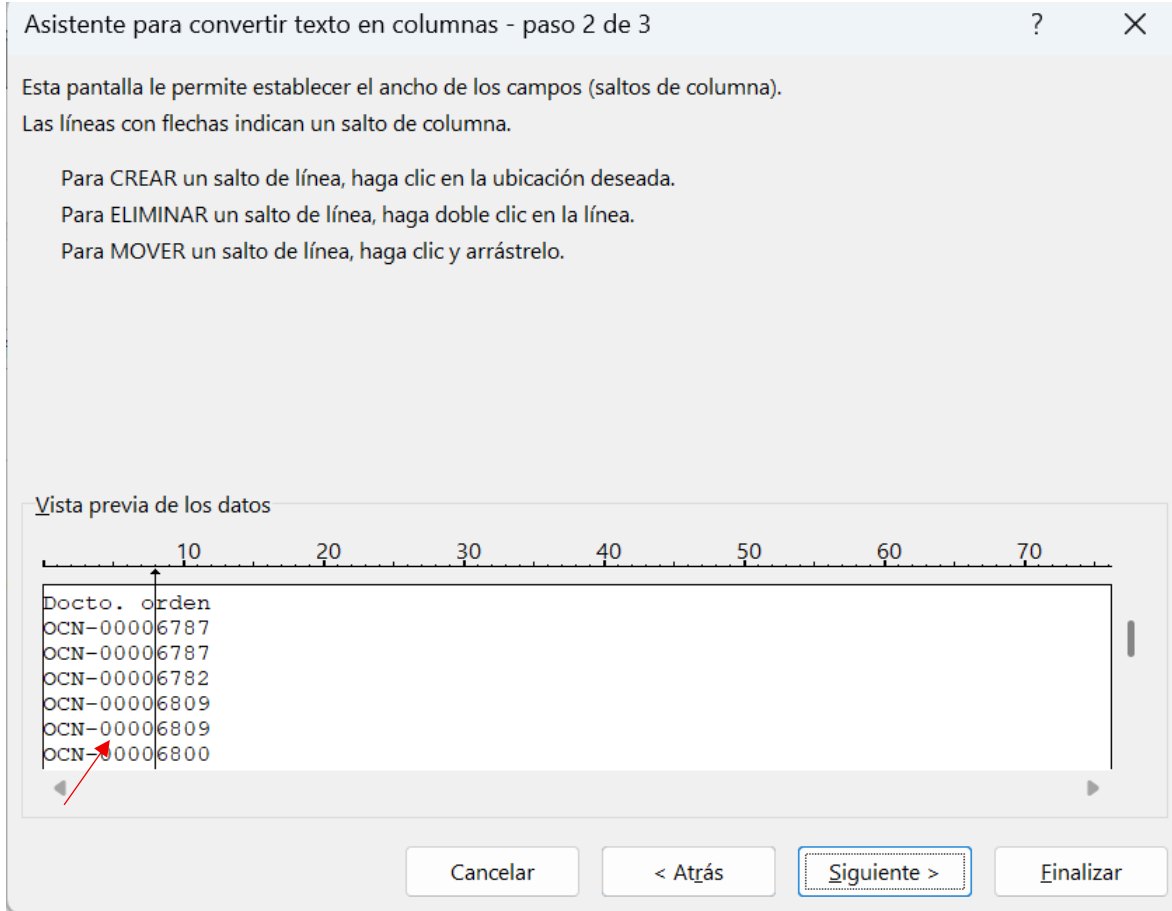 Asistente para convertir texto en columnas - paso 2 de 3
?
Esta pantalla le permite establecer el ancho de los campos (saltos de columna).
Las líneas con flechas indican un salto de columna.
Para CREAR un salto de línea, haga clic en la ubicación deseada.
Para ELIMINAR un salto de línea, haga doble clic en la línea.
Para MOVER un salto de línea, haga clic y arrástrelo.
Vista previa de los datos
10 20 30 40 50 60 70
Docto. orden
OCN-00006787
OCN-00006787
OCN-00006782
OCN-00006809
OCN-00006809
OCN-00006800
Cancelar < Atrás Siguiente > Finalizar